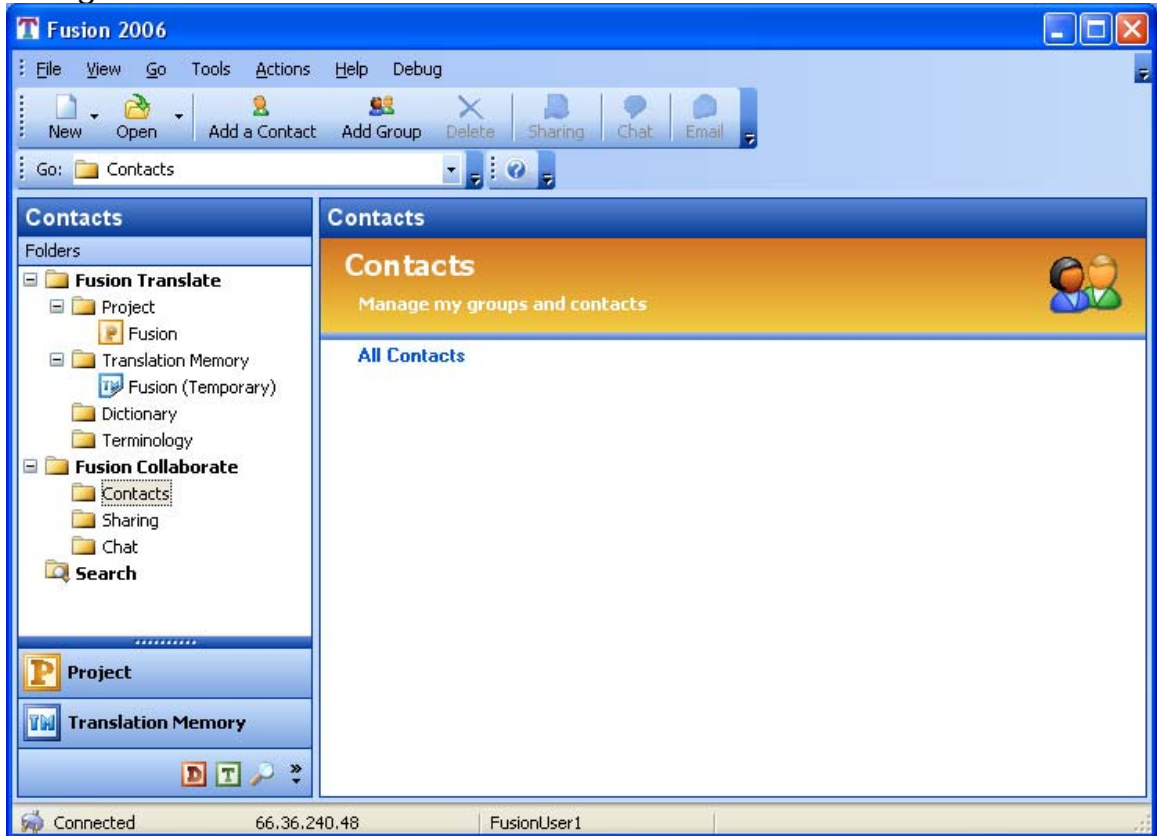 Fusion 2006
File View Go Tools Actions Help Debug
New Open Add a Contact Add Group Delete Sharing Chat Email
Go: Contacts
Contacts
Folders
Fusion Translate
Project
Fusion
Translation Memory
Fusion (Temporary)
Dictionary
Terminology
Fusion Collaborate
Contacts
Sharing
Chat
Search
Project
Translation Memory
D T
Contacts
Contacts
Manage my groups and contacts
All Contacts
Connected 66.36.240.48 FusionUser1